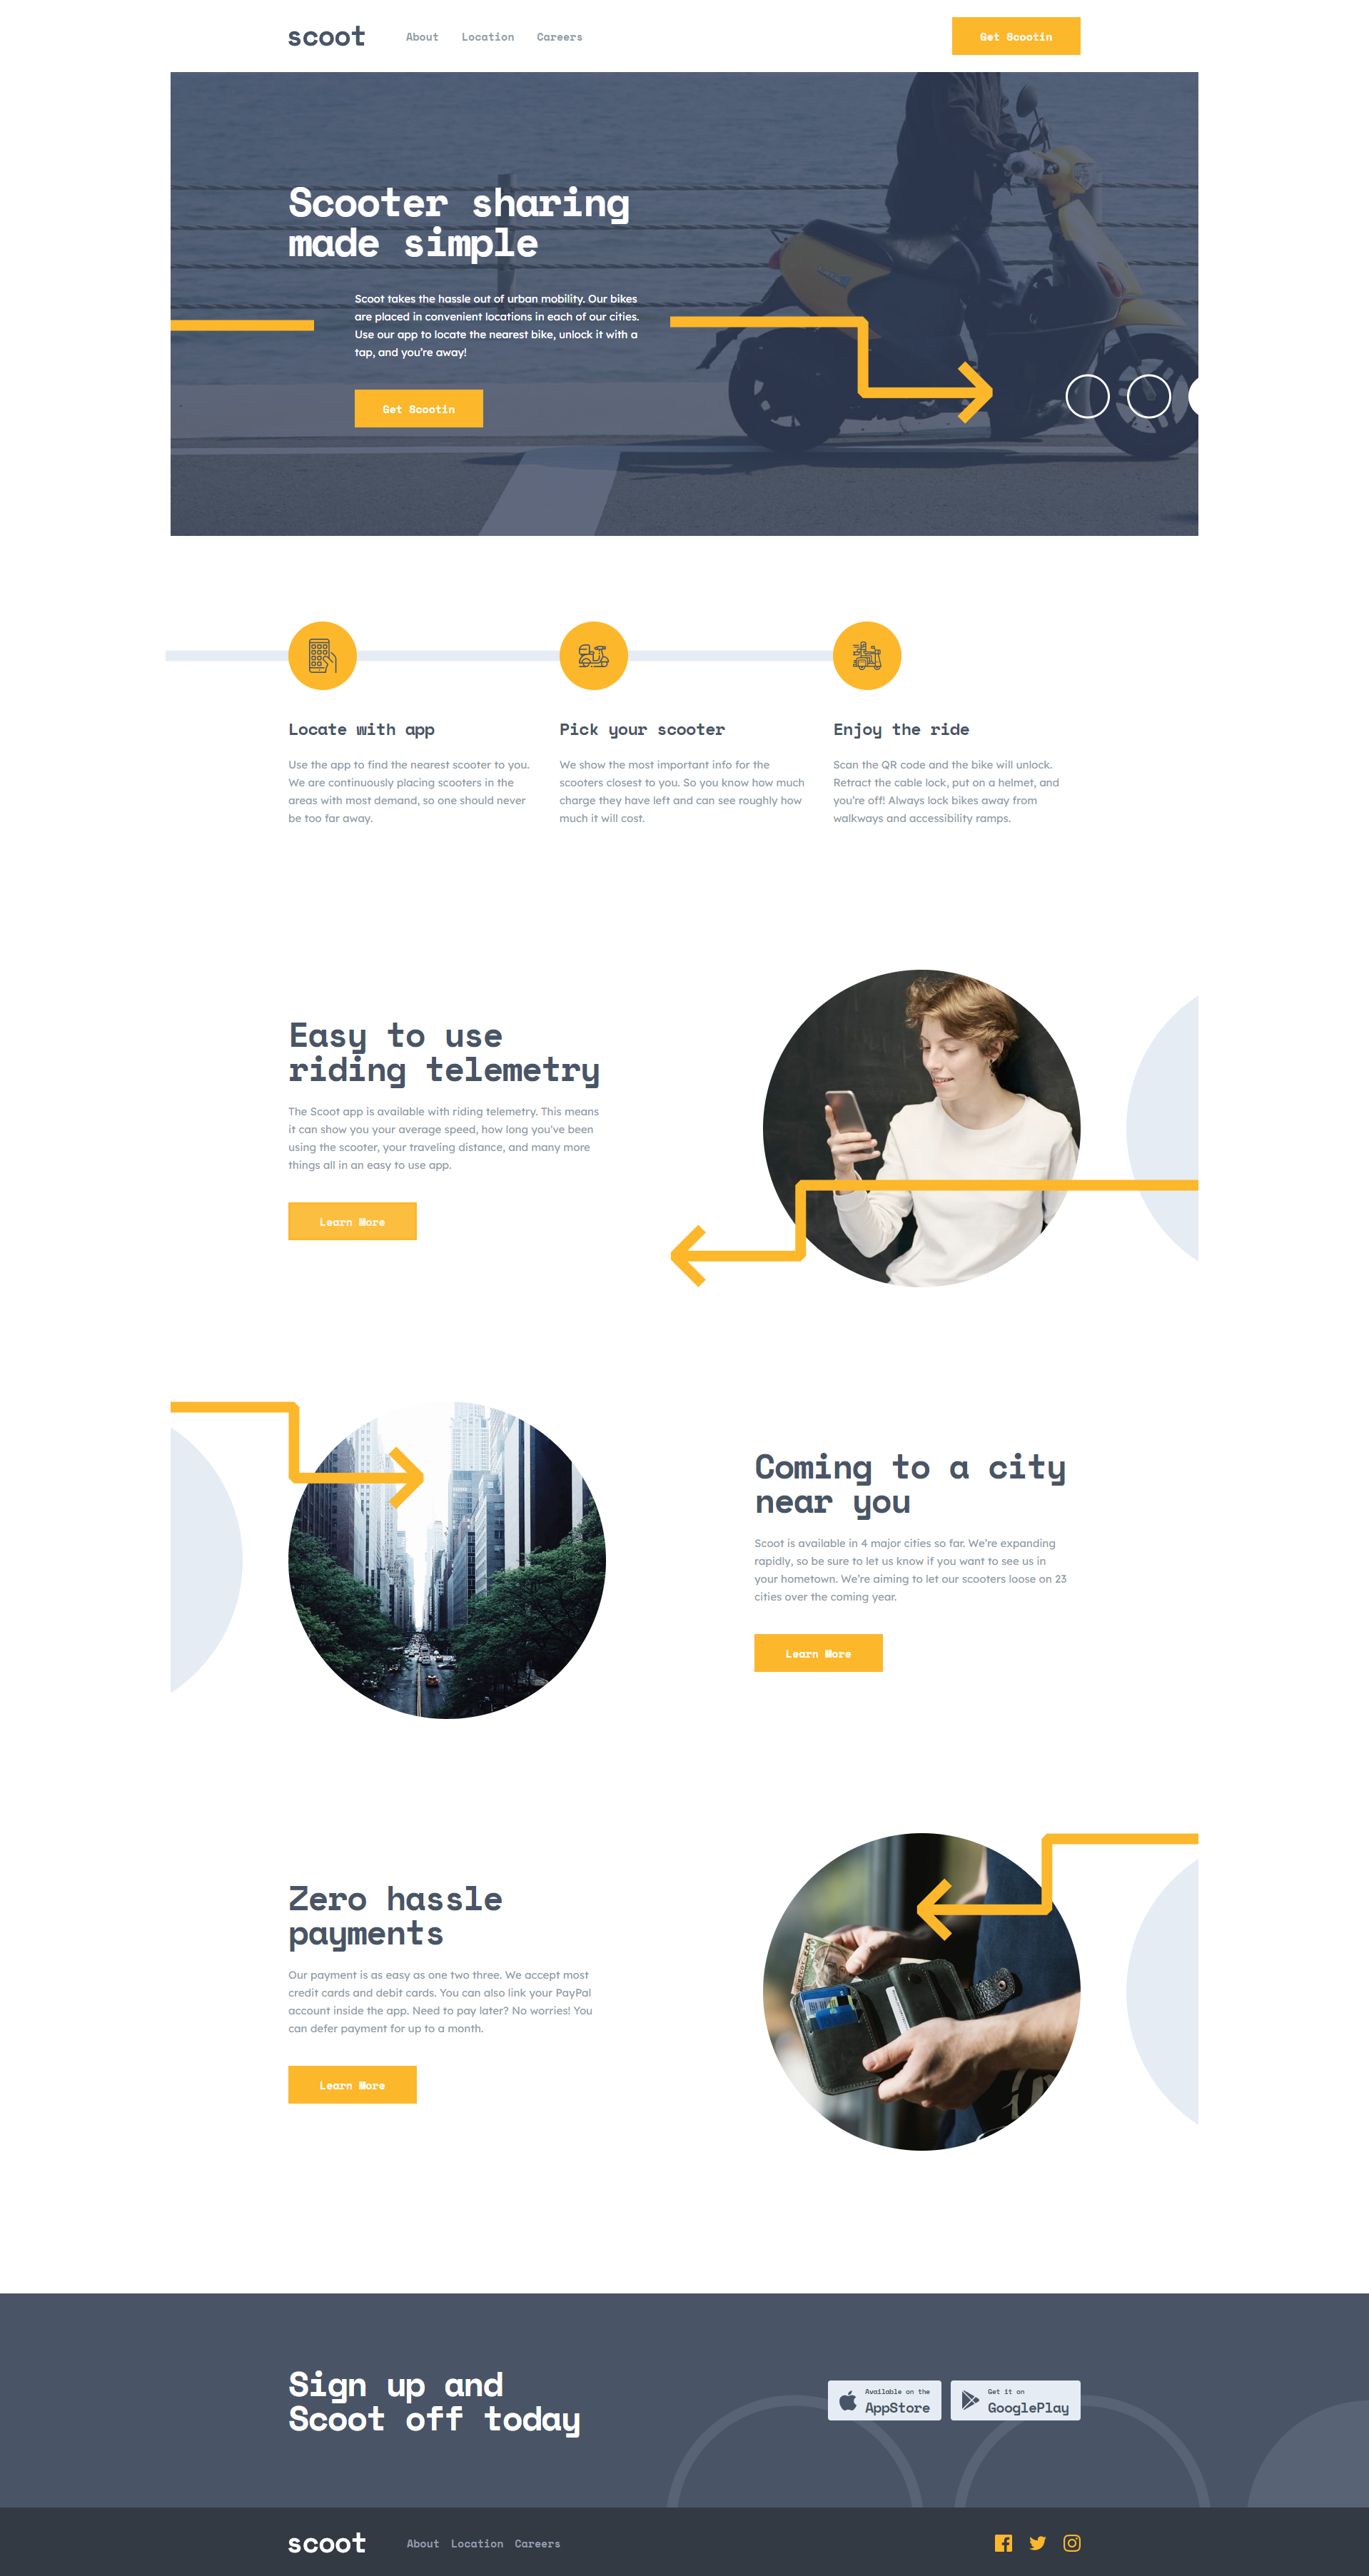 scoot
About Location Careers
Get Scootin
Scooter sharing
made simple
Scoot takes the hassle out of urban mobility. Our bikes
are placed in convenient locations in each of our cities.
Use our app to locate the nearest bike, unlock it with a
tap, and you’re away!
Get Scootin
Locate with app
Use the app to find the nearest scooter to you.
We are continuously placing scooters in the
areas with most demand, so one should never
be too far away.
Pick your scooter
We show the most important info for the
scooters closest to you. So you know how much
charge they have left and can see roughly how
much it will cost.
Enjoy the ride
Scan the QR code and the bike will unlock.
Retract the cable lock, put on a helmet, and
you’re off! Always lock bikes away from
walkways and accessibility ramps.
Easy to use
riding telemetry
The Scoot app is available with riding telemetry. This means
it can show you your average speed, how long you've been
using the scooter, your traveling distance, and many more
things all in an easy to use app.
Learn More
Coming to a city
near you
Scoot is available in 4 major cities so far. We’re expanding
rapidly, so be sure to let us know if you want to see us in
your hometown. We’re aiming to let our scooters loose on 23
cities over the coming year.
Learn More
Zero hassle
payments
Our payment is as easy as one two three. We accept most
credit cards and debit cards. You can also link your PayPal
account inside the app. Need to pay later? No worries! You
can defer payment for up to a month.
Learn More
Sign up and
Scoot off today
Available on the
AppStore
Get it on
GooglePlay
scoot
About Location Careers